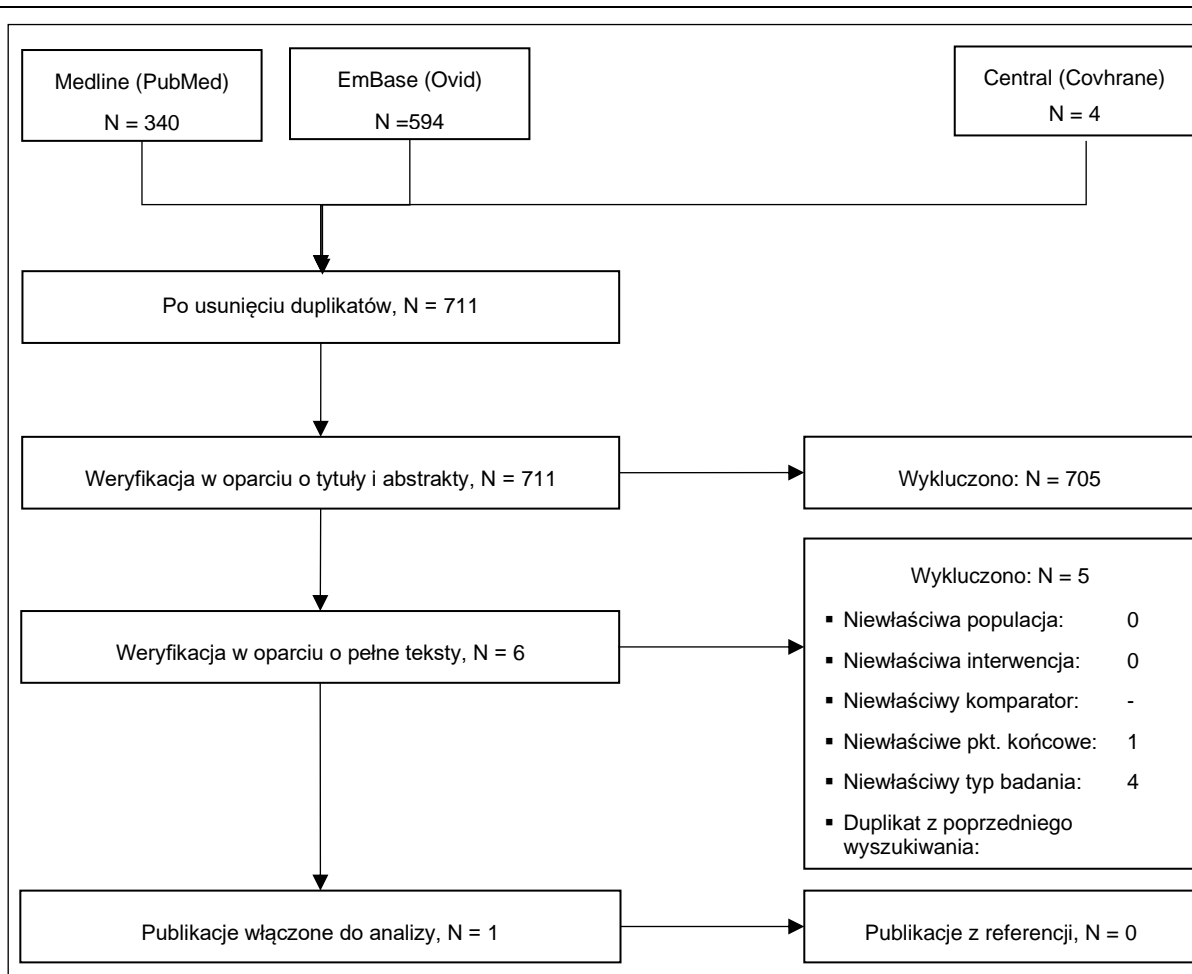 Medline (PubMed)
N = 340
EmBase (Ovid)
N =594
Central (Covhrane)
N = 4
Po usunięciu duplikatów, N = 711
Weryfikacja w oparciu o tytuły i abstrakty, N = 711
Wykluczono: N = 705
Weryfikacja w oparciu o pełne teksty, N = 6
Wykluczono: N = 5
▪ Niewłaściwa populacja: 0
▪ Niewłaściwa interwencja: 0
▪ Niewłaściwy komparator: -
▪ Niewłaściwe pkt. końcowe: 1
▪ Niewłaściwy typ badania: 4
▪ Duplikat z poprzedniego
wyszukiwania:
Publikacje włączone do analizy, N = 1
Publikacje z referencji, N = 0